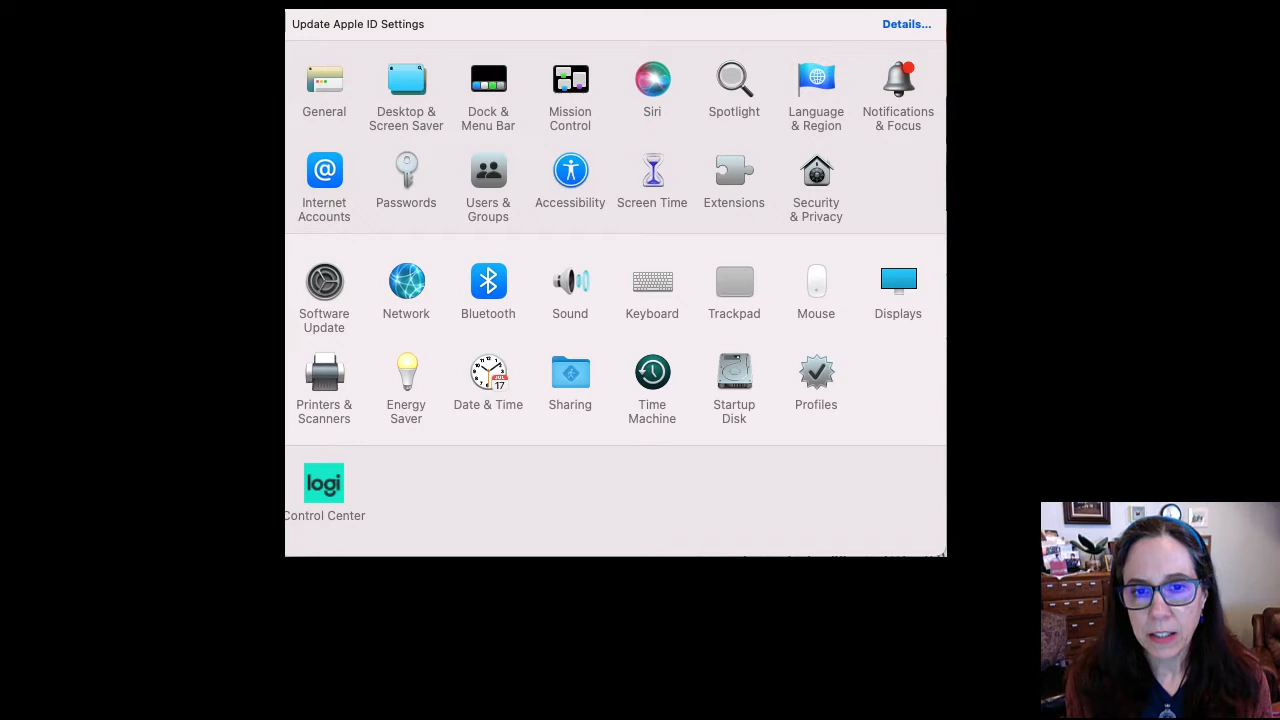 Update Apple ID Settings
Details...
General
Desktop &
Screen Saver
Dock &
Menu Bar
Mission
Control
Siri
Spotlight
Language
& Region
Notifications
& Focus
Internet
Accounts
Passwords
Users &
Groups
Accessibility
Screen Time
Extensions
Security
& Privacy
Software
Update
Network
Bluetooth
Sound
Keyboard
Trackpad
Mouse
Displays
Printers &
Scanners
Energy
Saver
JUL
17
Date & Time
Sharing
Time
Machine
Startup
Disk
Profiles
logi
Control Center